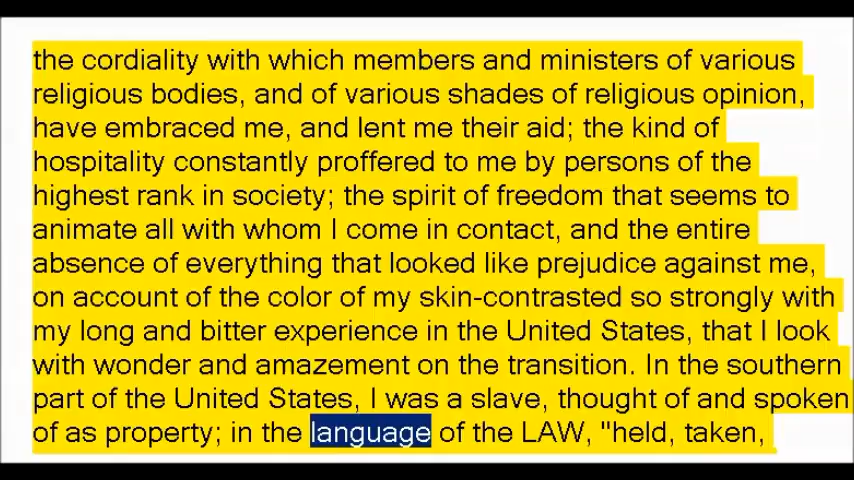 the cordiality with which members and ministers of various
religious bodies, and of various shades of religious opinion,
have embraced me, and lent me their aid; the kind of
hospitality constantly proffered to me by persons of the
highest rank in society; the spirit of freedom that seems to
animate all with whom I come in contact, and the entire
absence of everything that looked like prejudice against me,
on account of the color of my skin-contrasted so strongly with
my long and bitter experience in the United States, that I look
with wonder and amazement on the transition. In the southern
part of the United States, I was a slave, thought of and spoken
of as property; in the language of the LAW, "held, taken,